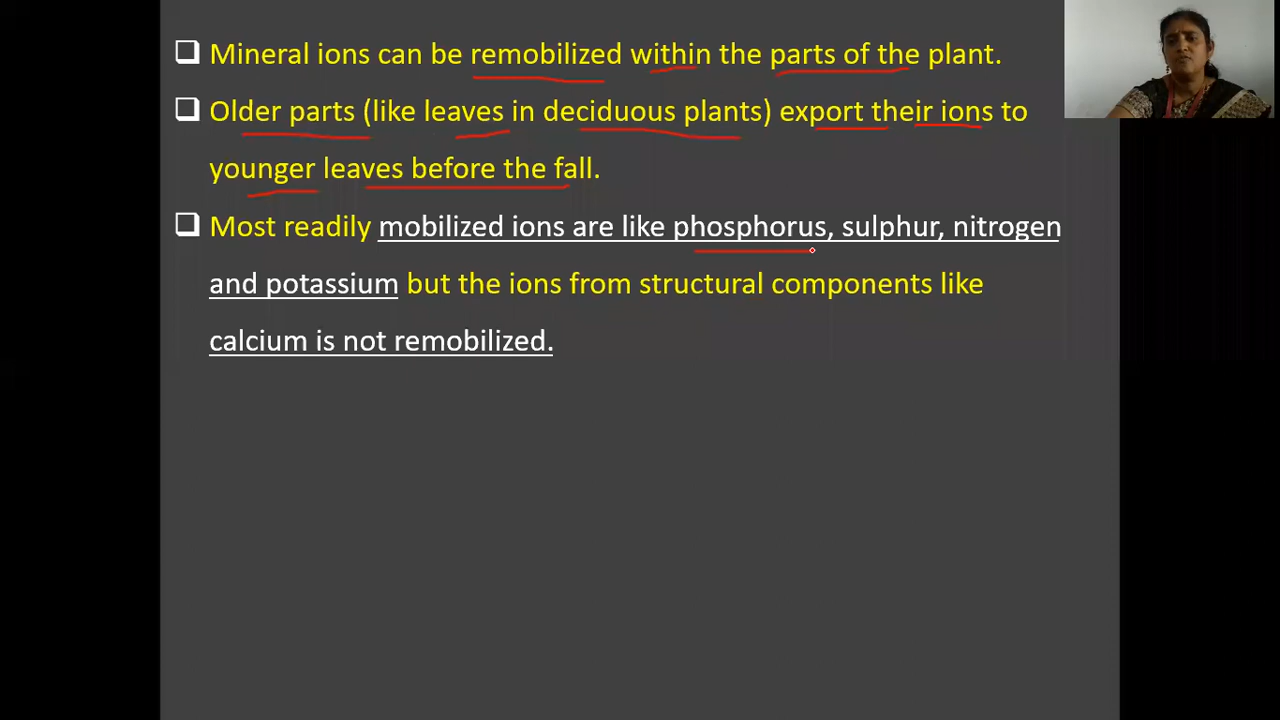 Mineral ions can be remobilized within the parts of the plant.
Older parts (like leaves in deciduous plants) export their ions to
younger leaves before the fall.
Most readily mobilized ions are like phosphorus, sulphur, nitrogen
and potassium but the ions from structural components like
calcium is not remobilized.